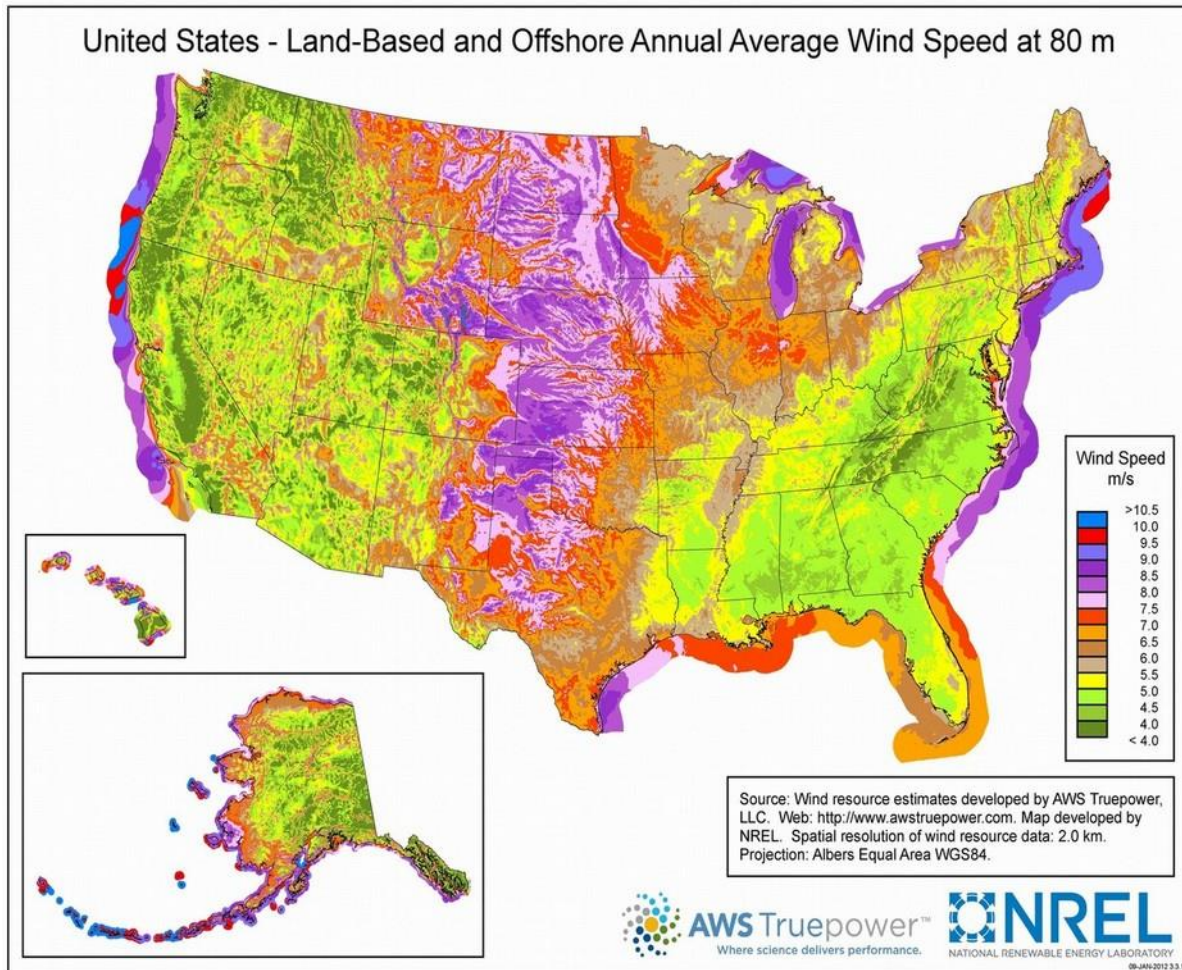 United States - Land-Based and Offshore Annual Average Wind Speed at 80 m
Wind Speed
m/s
>10.5
10.0
9.5
9.0
8.5
8.0
7.5
7.0
6.5
6.0
5.5
5.0
4.5
4.0
< 4.0
Source: Wind resource estimates developed by AWS Truepower,
LLC. Web: http://www.awstruepower.com. Map developed by
NREL. Spatial resolution of wind resource data: 2.0 km.
Projection: Albers Equal Area WGS84.
AWS Truepower™
Where science delivers performance.
NREL
NATIONAL RENEWABLE ENERGY LABORATORY